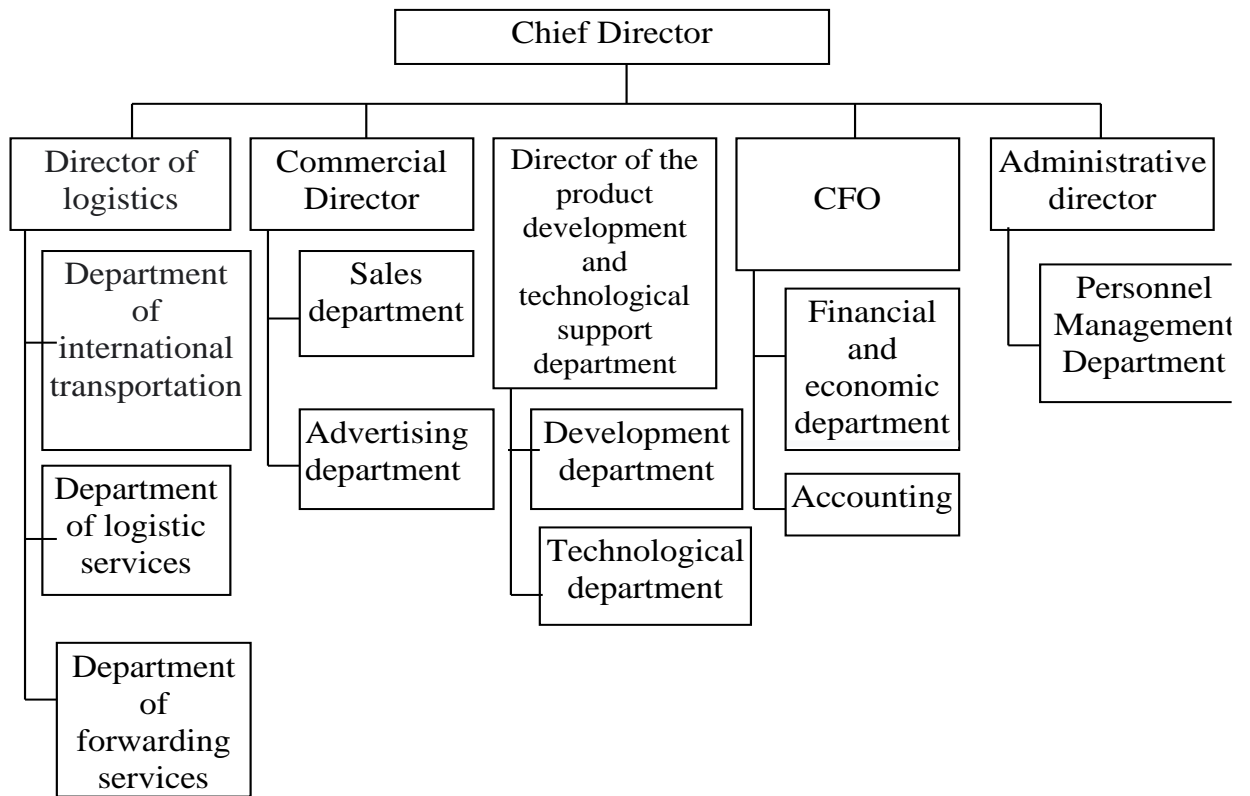 Chief Director
Director of
logistics
Commercial
Director
Director of the
product
development
and
technological
support
department
CFO
Administrative
director
Department
of
international
transportation
Department
of logistic
services
Department
of
forwarding
services
Sales
department
Advertising
department
Development
department
Technological
department
Financial
and
economic
department
Accounting
Personnel
Management
Department